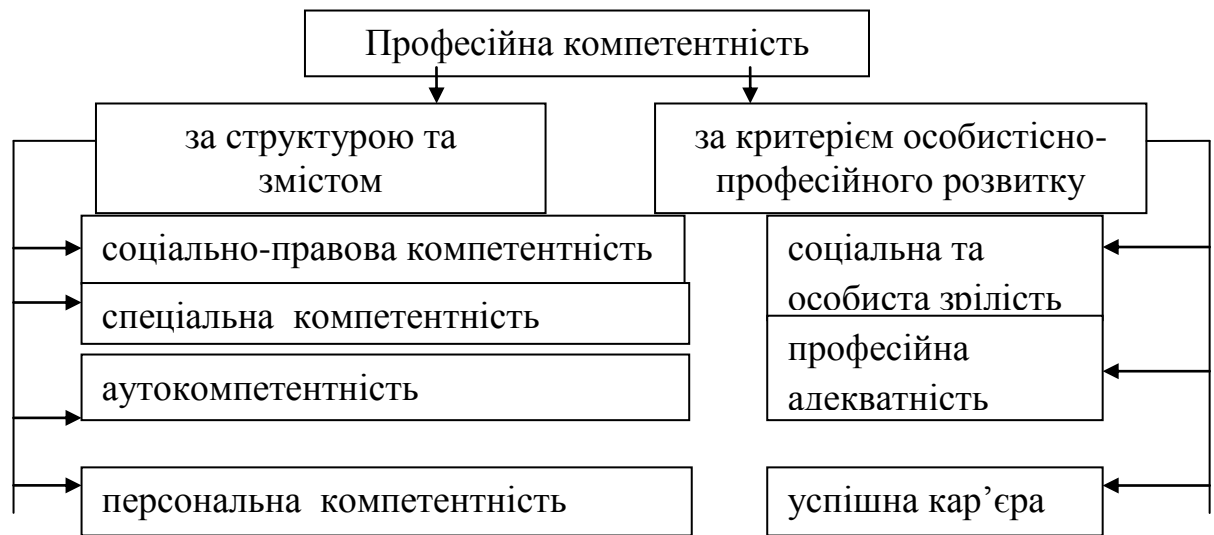 Професійна компетентність
за структурою та
змістом
за критерієм особистісно-
професійного розвитку
соціально-правова компетентність
спеціальна компетентність
аутокомпетентність
персональна компетентність
соціальна та
особиста зрілість
професійна
адекватність
успішна кар’єра